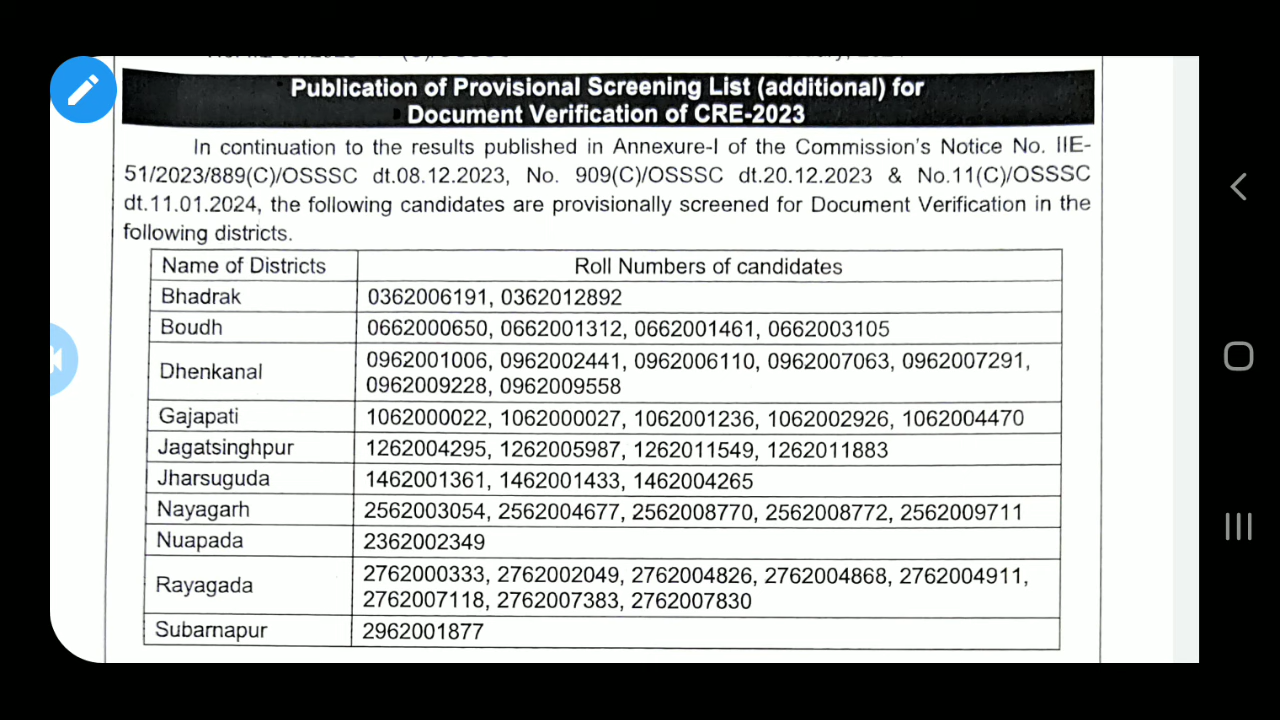 Publication of Provisional Screening List (additional) for
Document Verification of CRE-2023
In continuation to the results published in Annexure-I of the Commission's Notice No. IIE-
51/2023/889(C)/OSSSC dt.08.12.2023, No. 909(C)/OSSSC dt.20.12.2023 & No.11(C)/OSSSC
dt.11.01.2024, the following candidates are provisionally screened for Document Verification in the
following districts.
Name of Districts Roll Numbers of candidates
Bhadrak 0362006191, 0362012892
Boudh 0662000650, 0662001312, 0662001461, 0662003105
Dhenkanal 0962001006, 0962002441, 0962006110, 0962007063, 0962007291,
0962009228, 0962009558
Gajapati 1062000022, 1062000027, 1062001236, 1062002926, 1062004470
Jagatsinghpur 1262004295, 1262005987, 1262011549, 1262011883
Jharsuguda 1462001361, 1462001433, 1462004265
Nayagarh 2562003054, 2562004677, 2562008770, 2562008772, 2562009711
Nuapada 2362002349
Rayagada 2762000333, 2762002049, 2762004826, 2762004868, 2762004911,
2762007118, 2762007383, 2762007830
Subarnapur 2962001877